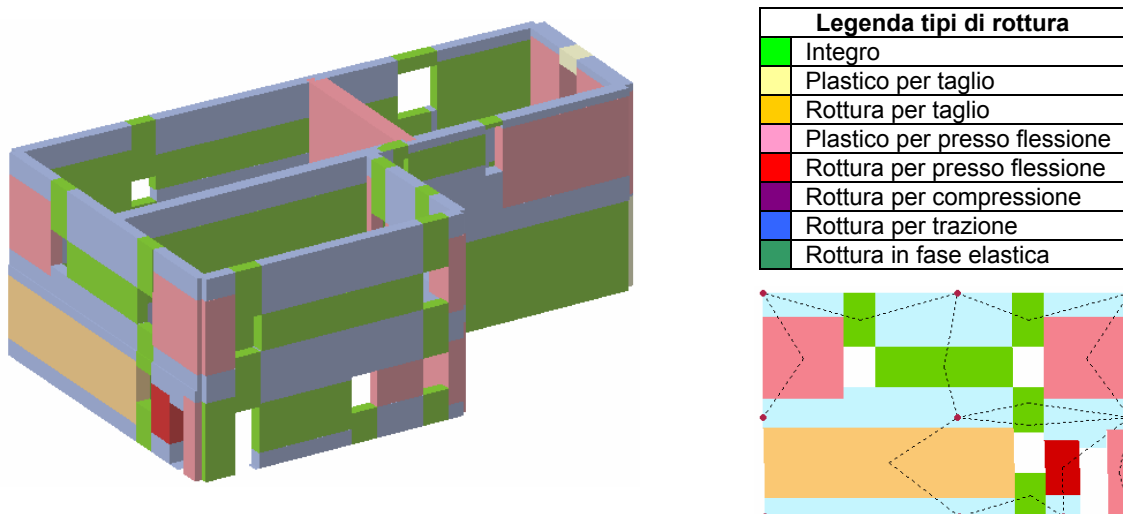 Legenda tipi di rottura
Integro
Plastico per taglio
Rottura per taglio
Plastico per presso flessione
Rottura per presso flessione
Rottura per compressione
Rottura per trazione
Rottura in fase elastica